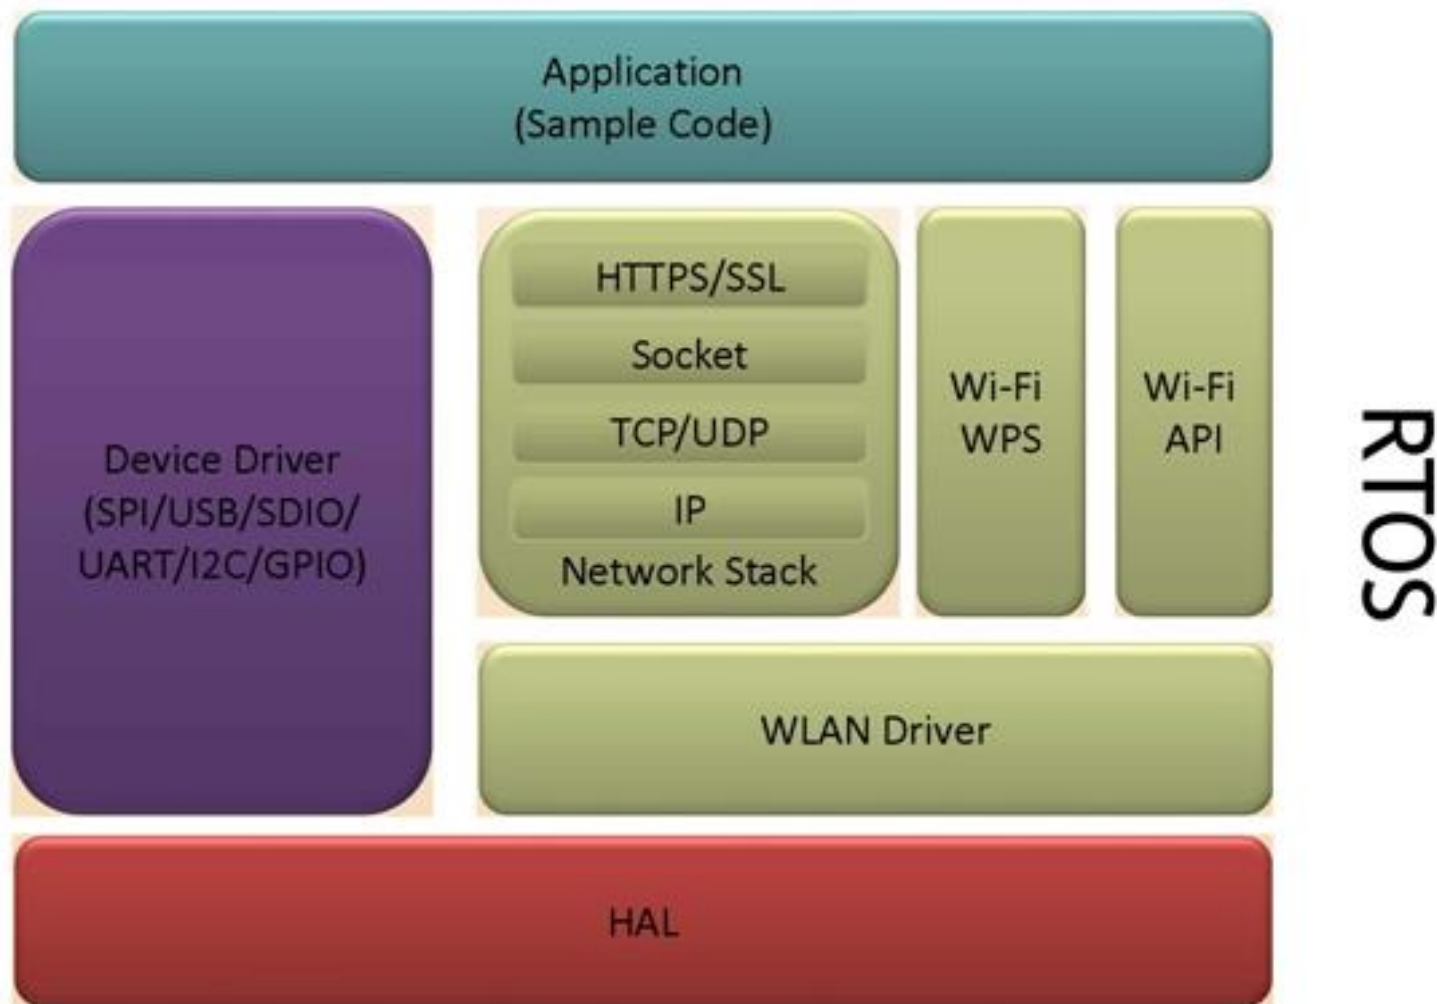 Application
(Sample Code)
Device Driver
(SPI/USB/SDIO/
UART/I2C/GPIO)
HTTPS/SSL
Socket
TCP/UDP
IP
Network Stack
Wi-Fi
WPS
Wi-Fi
API
WLAN Driver
HAL
RTOS